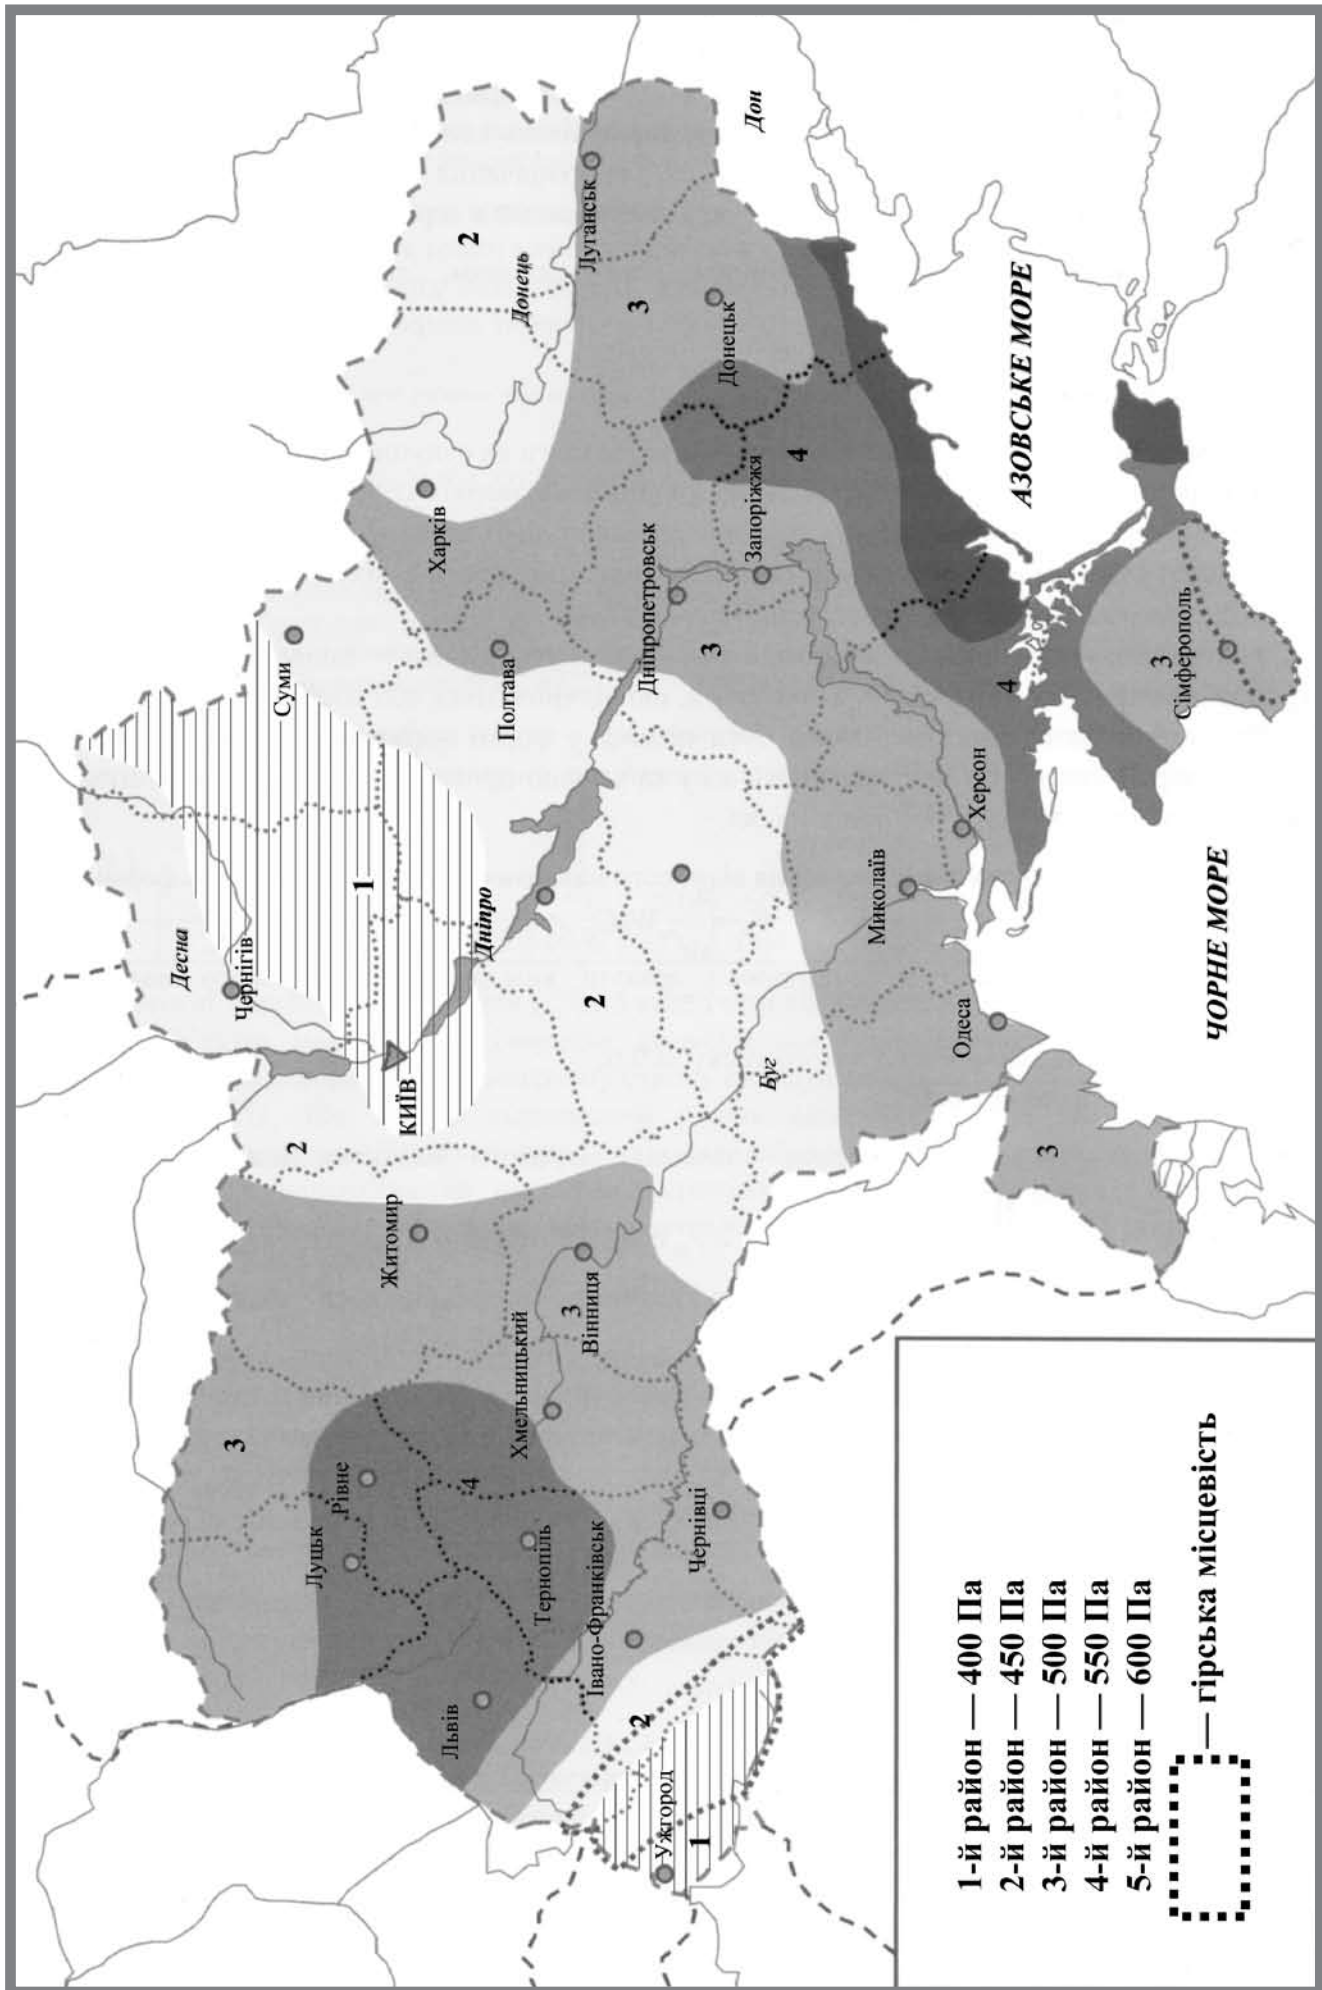 Десна
Чернігів
Суми
1
КИЇВ
Дніпро
Полтава
Харків
2
Донець
Луганськ
Дон
3
Донецьк
Дніпропетровськ
Запоріжжя
4
3
АЗОВСЬКЕ МОРЕ
2
Житомир
3
Рівне
Луцьк
4
Хмельницький
3
Вінниця
Тернопіль
Львів
Івано-Франківськ
Чернівці
2
Ужгород
1
2
Буг
Миколаїв
Херсон
Одеса
4
3
Сімферополь
3
ЧОРНЕ МОРЕ
1-й район — 400 Па
2-й район — 450 Па
3-й район — 500 Па
4-й район — 550 Па
5-й район — 600 Па
— гірська місцевість